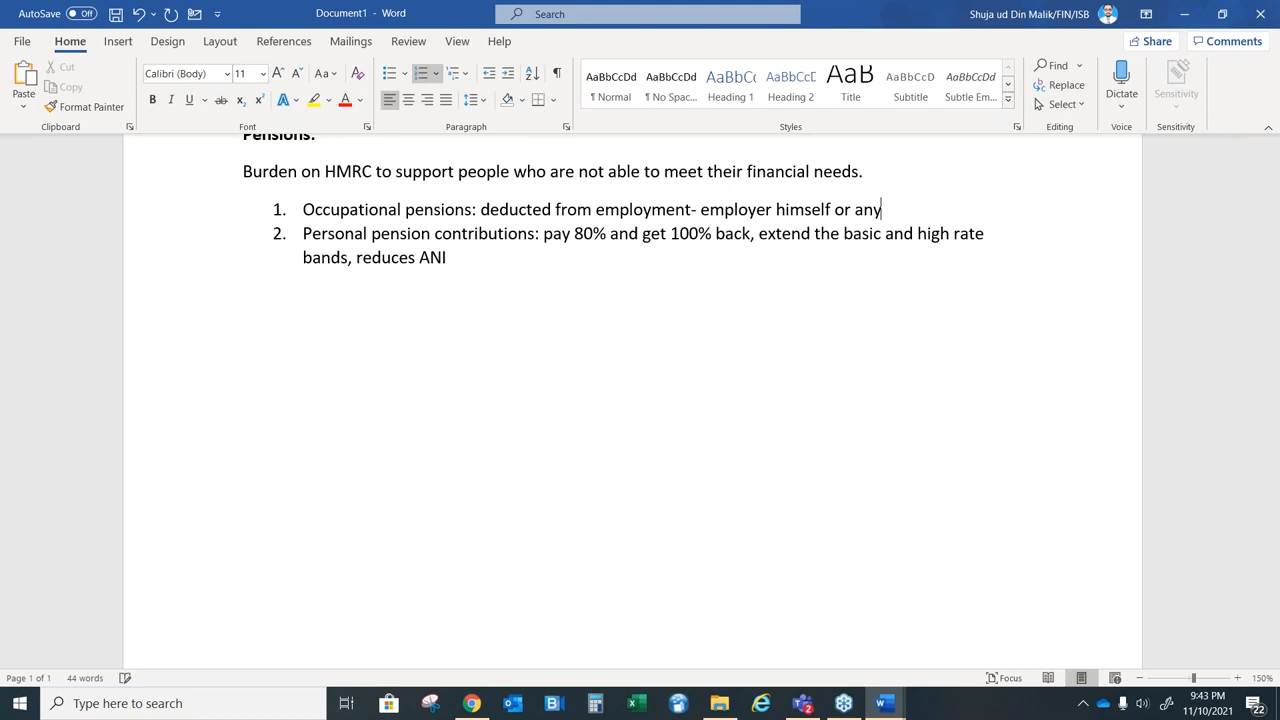 AutoSave Off Document1 - Word Search Shuja ud Din Malik/FIN/ISB
File Home Insert Design Layout References Mailings Review View Help Share Comments
Paste Cut Copy Format Painter Clipboard
Calibri (Body) 11 Font
Paragraph
AaBbCcDd AaBbCcDd AaBbC AaBbCcD AaB AaBbCcD AaBbCcDd
¶ Normal ¶ No Spac... Heading 1 Heading 2 Title Subtitle Subtle Em...
Styles
Find Replace Select Editing
Dictate Voice
Sensitivity Sensitivity
Pensions:
Burden on HMRC to support people who are not able to meet their financial needs.
1. Occupational pensions: deducted from employment- employer himself or any
2. Personal pension contributions: pay 80% and get 100% back, extend the basic and high rate
bands, reduces ANI
Page 1 of 1 44 words Focus 150%
Type here to search 9:43 PM
11/10/2021 22